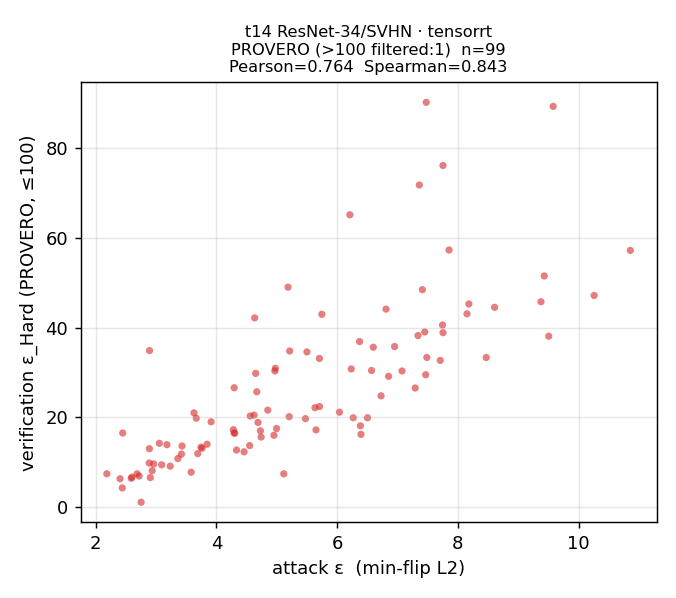 t14 ResNet-34/SVHN · tensorrt
PROVERO (>100 filtered:1)  n=99
Pearson=0.764  Spearman=0.843
verification ε_Hard (PROVERO, ≤100)
80
60
40
20
0
2 4 6 8 10
attack ε  (min-flip L2)